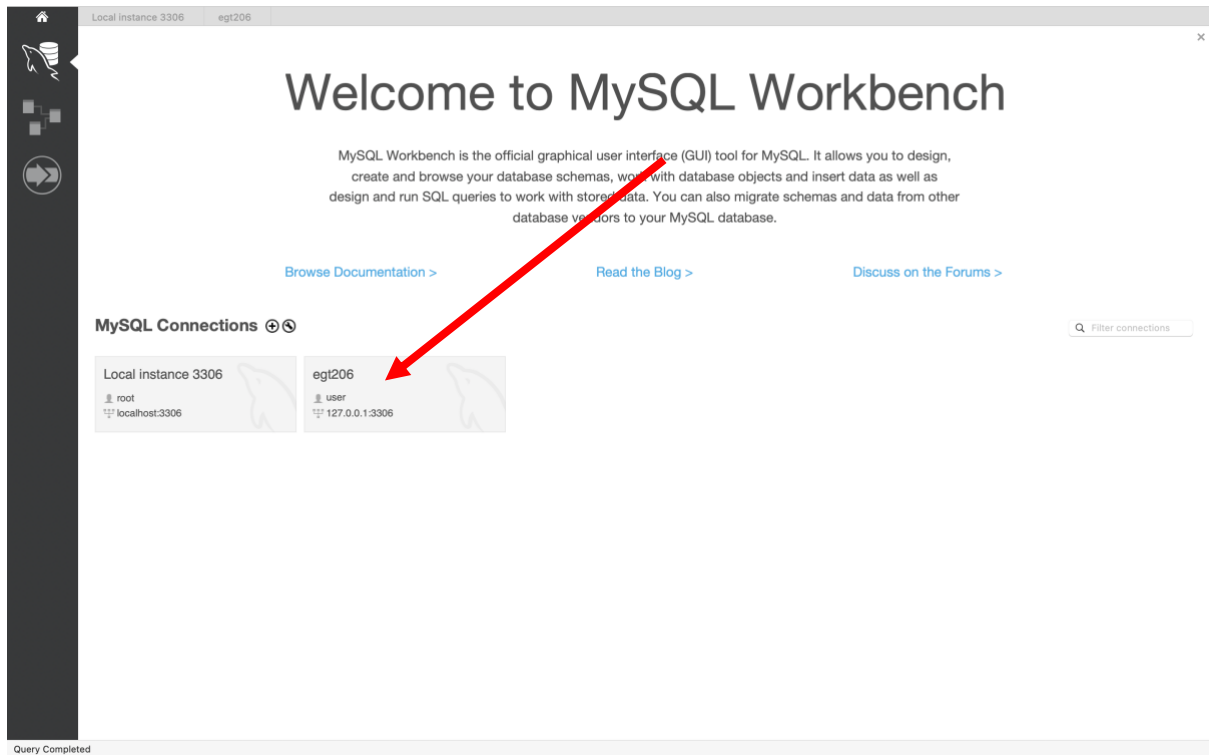 Local instance 3306 egt206
Welcome to MySQL Workbench
MySQL Workbench is the official graphical user interface (GUI) tool for MySQL. It allows you to design,
create and browse your database schemas, work with database objects and insert data as well as
design and run SQL queries to work with stored data. You can also migrate schemas and data from other
database vendors to your MySQL database.
Browse Documentation > Read the Blog > Discuss on the Forums >
MySQL Connections
Filter connections
Local instance 3306
root
localhost:3306
egt206
user
127.0.0.1:3306
Query Completed